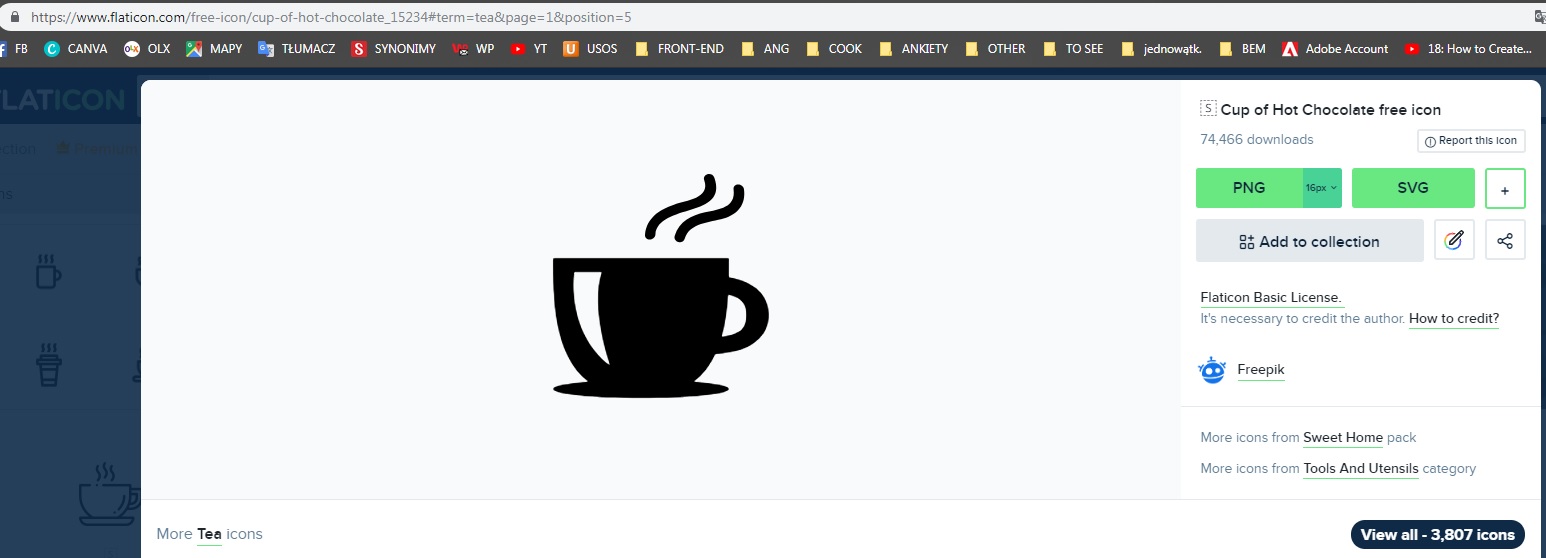 https://www.flaticon.com/free-icon/cup-of-hot-chocolate_15234#term=tea&page=1&position=5
FB CANVA OLX MAPY TŁUMACZ SYNONIMY WP YT USOS FRONT-END ANG COOK ANKIETY OTHER TO SEE jednowątk. BEM Adobe Account 18: How to Create...
FLATICON
ction Premium
ns
S Cup of Hot Chocolate free icon
74,466 downloads
Report this icon
PNG 16px SVG +
Add to collection
Flaticon Basic License.
It's necessary to credit the author. How to credit?
Freepik
More icons from Sweet Home pack
More icons from Tools And Utensils category
More Tea icons
View all - 3,807 icons